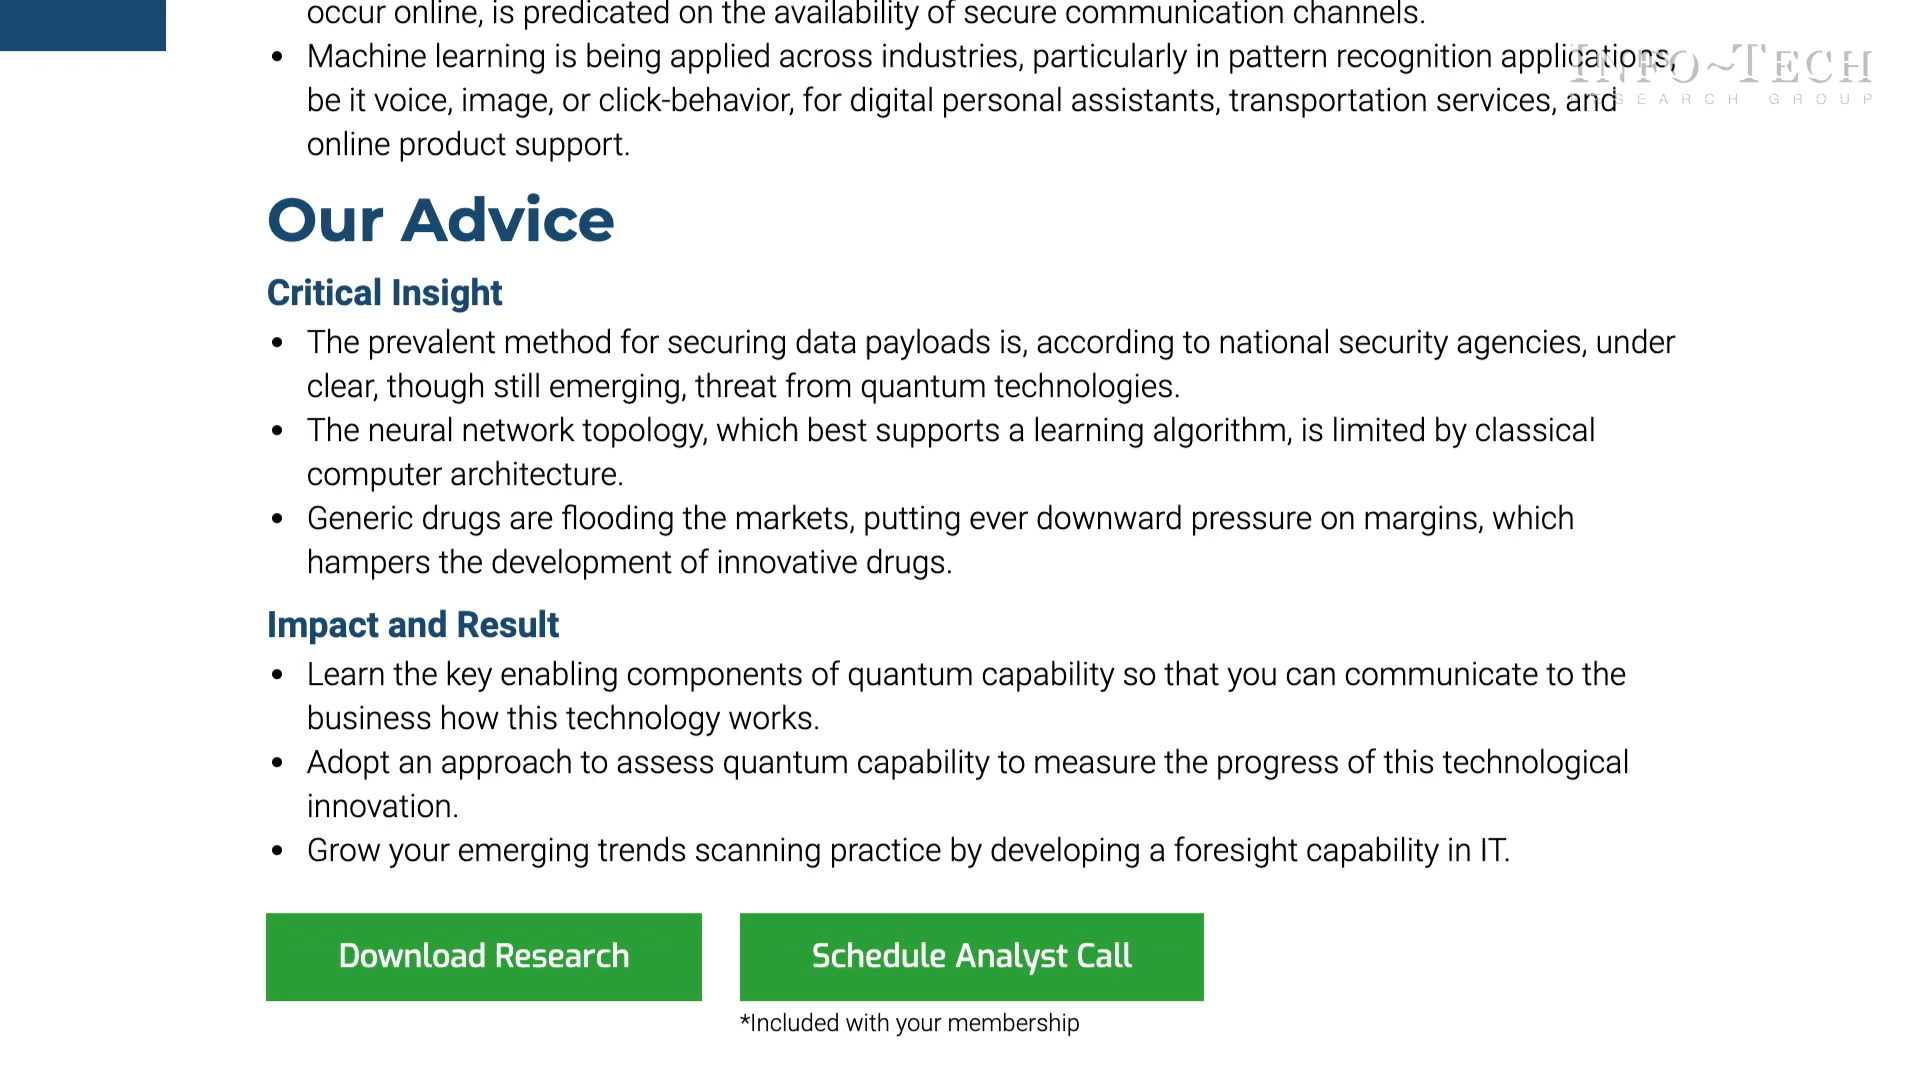 occur online, is predicated on the availability of secure communication channels.
• Machine learning is being applied across industries, particularly in pattern recognition applications,
INFO~TECH
be it voice, image, or click-behavior, for digital personal assistants, transportation services, and
RESEARCH GROUP
online product support.
Our Advice
Critical Insight
• The prevalent method for securing data payloads is, according to national security agencies, under
clear, though still emerging, threat from quantum technologies.
• The neural network topology, which best supports a learning algorithm, is limited by classical
computer architecture.
• Generic drugs are flooding the markets, putting ever downward pressure on margins, which
hampers the development of innovative drugs.
Impact and Result
• Learn the key enabling components of quantum capability so that you can communicate to the
business how this technology works.
• Adopt an approach to assess quantum capability to measure the progress of this technological
innovation.
• Grow your emerging trends scanning practice by developing a foresight capability in IT.
Download Research
Schedule Analyst Call
*Included with your membership